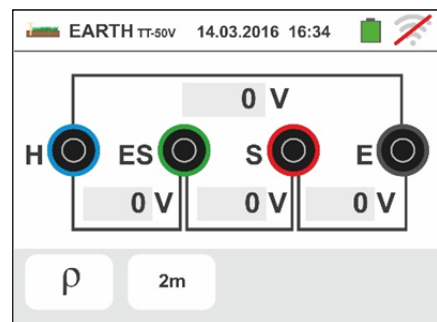 EARTH TT-50V 14.03.2016 16:34
0 V
H ES S E
0 V 0 V 0 V
ρ 2m